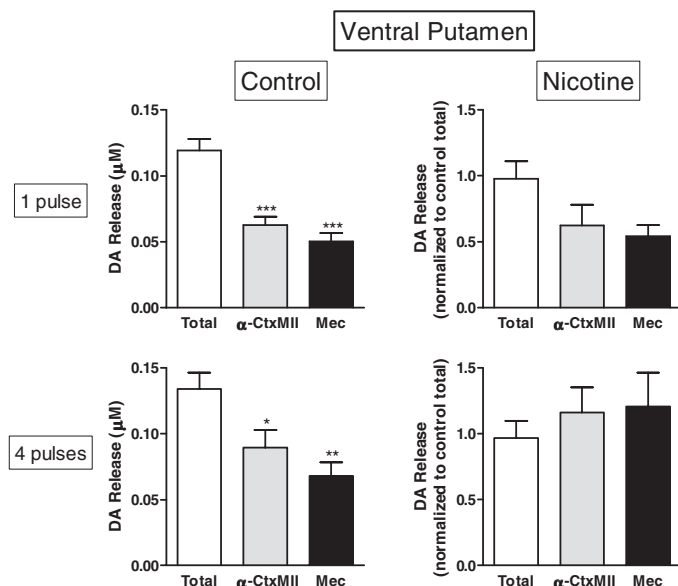 Ventral Putamen
Control
Nicotine
1 pulse
DA Release (μM)
0.15
0.10
0.05
0.00
***
***
Total α-CtxMII Mec
DA Release
(normalized to control total)
1.5
1.0
0.5
0.0
Total α-CtxMII Mec
4 pulses
DA Release (μM)
0.15
0.10
0.05
0.00
*
**
Total α-CtxMII Mec
DA Release
(normalized to control total)
1.5
1.0
1.5
0.0
Total α-CtxMII Mec